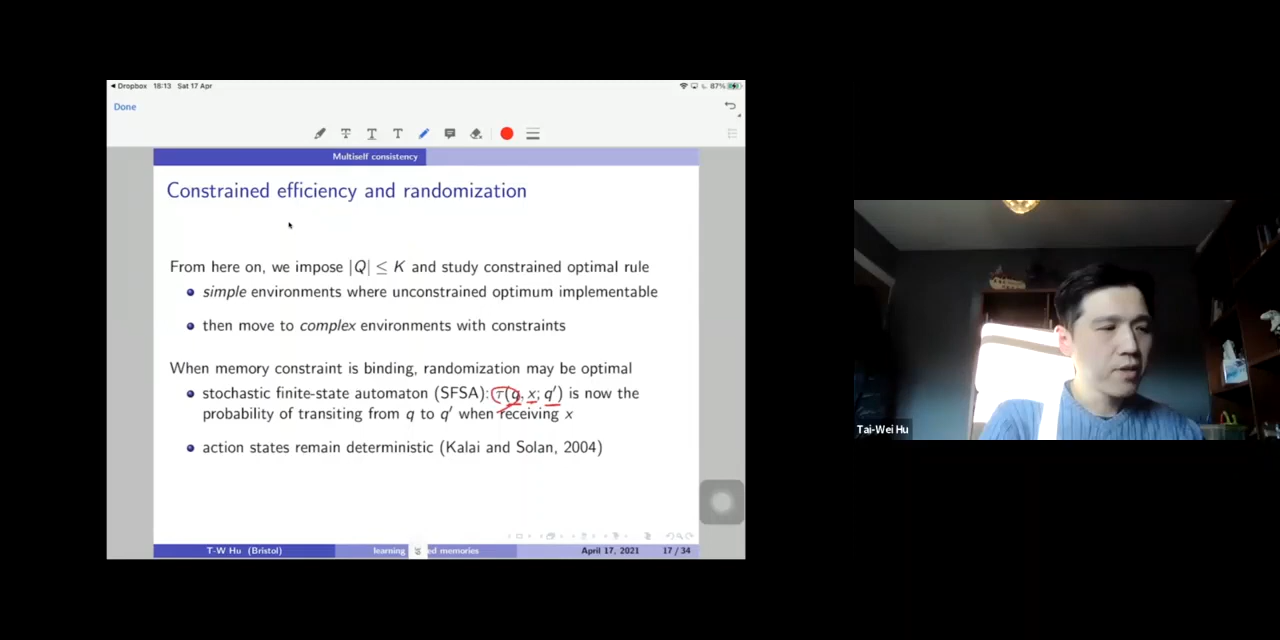 Dropbox 18:13 Sat 17 Apr 87%
Done
T T T
Multiself consistency
Constrained efficiency and randomization
From here on, we impose |Q| ≤ K and study constrained optimal rule
simple environments where unconstrained optimum implementable
then move to complex environments with constraints
When memory constraint is binding, randomization may be optimal
stochastic finite-state automaton (SFSA): τ(q, x; q′) is now the
probability of transiting from q to q′ when receiving x
action states remain deterministic (Kalai and Solan, 2004)
T-W Hu (Bristol) learning ed memories April 17, 2021 17 / 34
Tai-Wei Hu